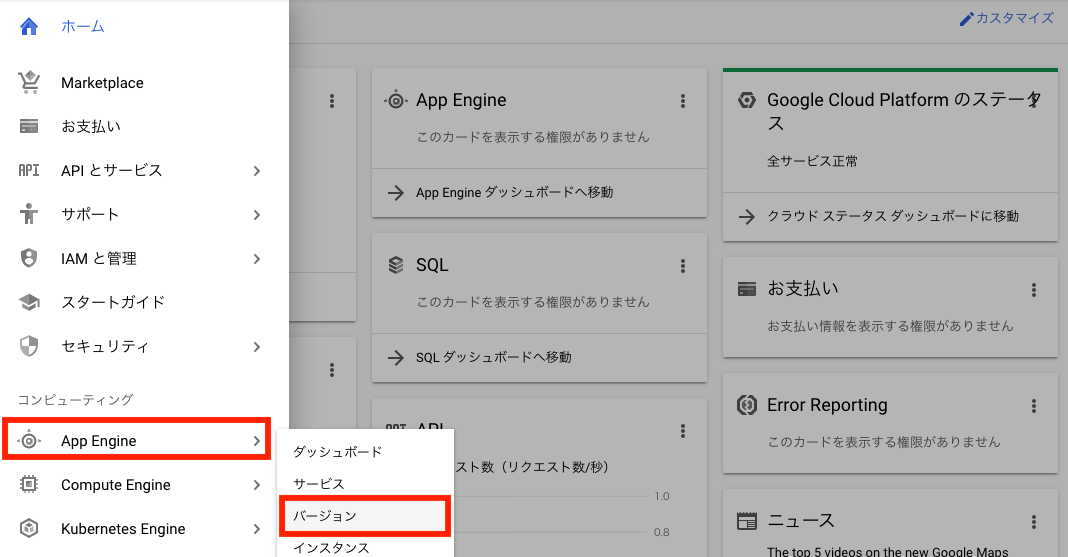 ホーム
Marketplace
お支払い
API
API とサービス
サポート
IAM と管理
スタートガイド
セキュリティ
コンピューティング
App Engine
Compute Engine
Kubernetes Engine
ダッシュボード
サービス
バージョン
インスタンス
カスタマイズ
App Engine
このカードを表示する権限がありません
App Engine ダッシュボードへ移動
SQL
このカードを表示する権限がありません
SQL ダッシュボードへ移動
スト数（リクエスト数/秒）
1.0
0.8
Google Cloud Platform のステータ
ス
全サービス正常
クラウド ステータス ダッシュボードに移動
お支払い
お支払い情報を表示する権限がありません
Error Reporting
このカードを表示する権限がありません
ニュース
The top 5 videos on the new Google Maps